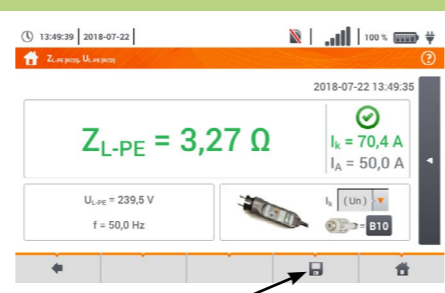 13:49:39 2018-07-22 100 %
ZL-PE [RCD], UL-PE [RCD]
2018-07-22 13:49:35
ZL-PE = 3,27 Ω
Ik = 70,4 A
IA = 50,0 A
UL-PE = 239,5 V
f = 50,0 Hz
Ik (Un)
= B10